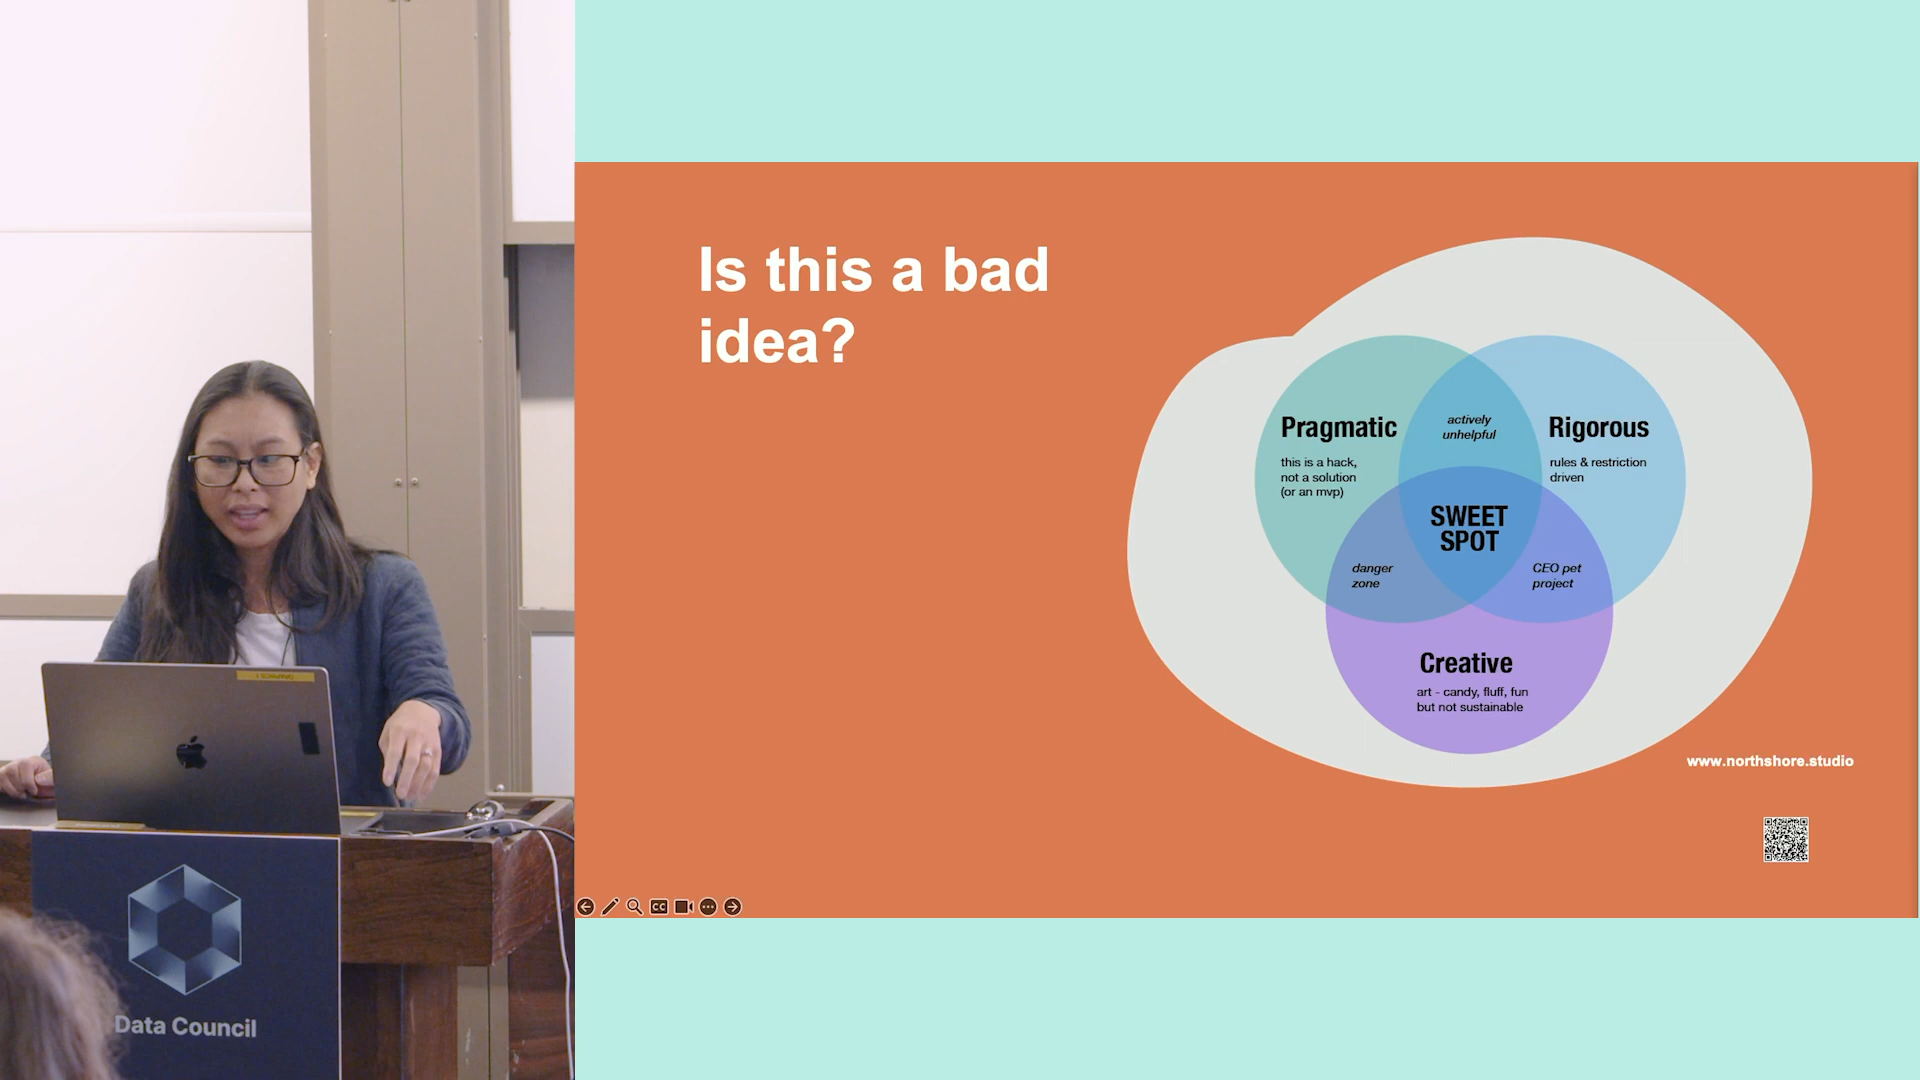 Is this a bad
idea?
Pragmatic
this is a hack,
not a solution
(or an mvp)
actively
unhelpful
Rigorous
rules & restriction
driven
SWEET
SPOT
danger
zone
CEO pet
project
Creative
art - candy, fluff, fun
but not sustainable
www.northshore.studio
CC
Data Council